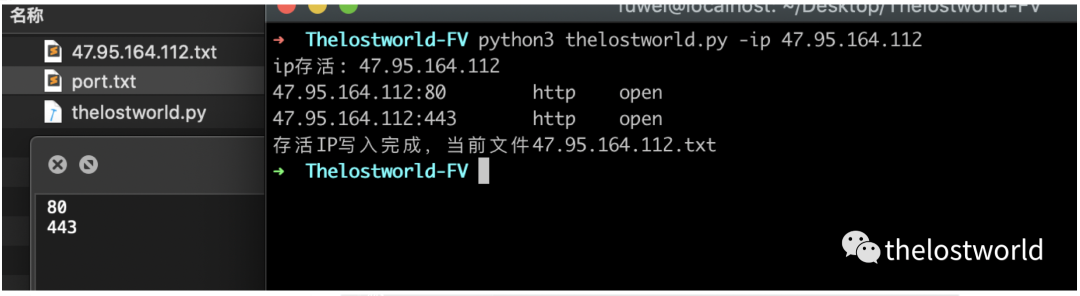 名称
47.95.164.112.txt
port.txt
thelostworld.py
80
443
ruwei@localhost: ~/Desktop/Thelostworld-FV
→ Thelostworld-FV python3 thelostworld.py -ip 47.95.164.112
ip存活: 47.95.164.112
47.95.164.112:80 http open
47.95.164.112:443 http open
存活IP写入完成, 当前文件47.95.164.112.txt
→ Thelostworld-FV
thelostworld